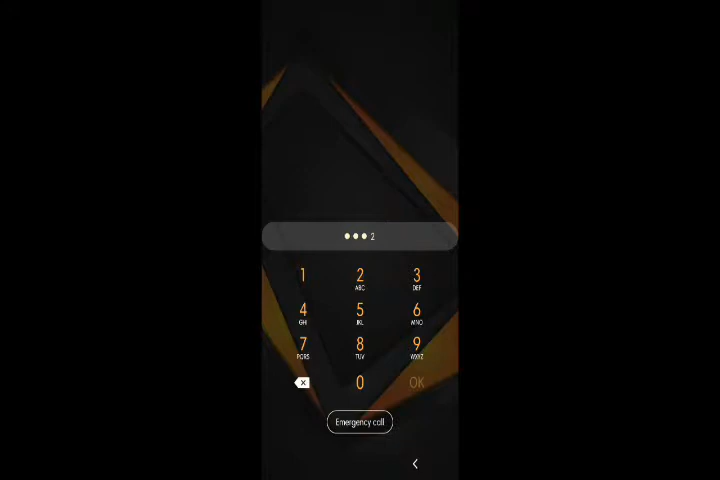 2
1 2 3
ABC DEF
4 5 6
GHI JKL MNO
7 8 9
PQRS TUV WXYZ
0 OK
Emergency call